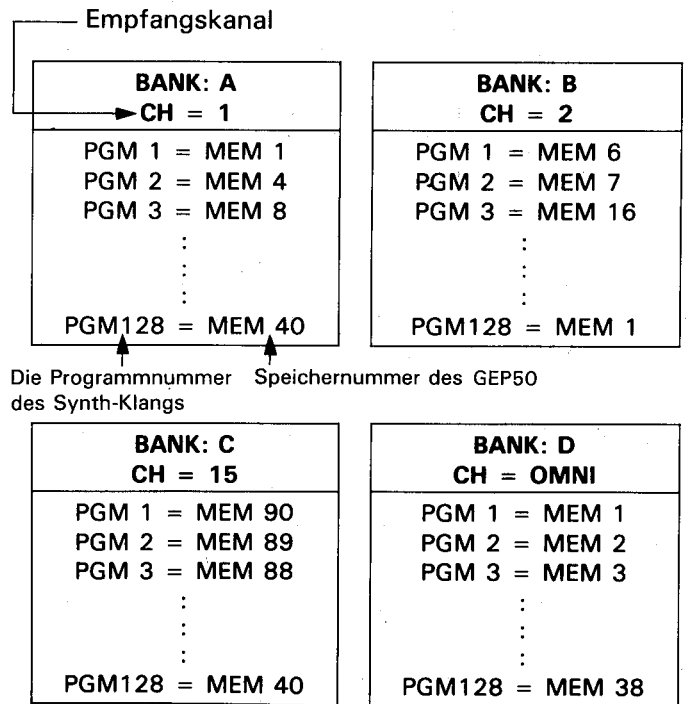 Empfangskanal
BANK: A
CH = 1
PGM 1 = MEM 1
PGM 2 = MEM 4
PGM 3 = MEM 8
PGM128 = MEM 40
BANK: B
CH = 2
PGM 1 = MEM 6
PGM 2 = MEM 7
PGM 3 = MEM 16
PGM128 = MEM 1
Die Programmnummer
des Synth-Klangs
Speichernummer des GEP50
BANK: C
CH = 15
PGM 1 = MEM 90
PGM 2 = MEM 89
PGM 3 = MEM 88
PGM128 = MEM 40
BANK: D
CH = OMNI
PGM 1 = MEM 1
PGM 2 = MEM 2
PGM 3 = MEM 3
PGM128 = MEM 38